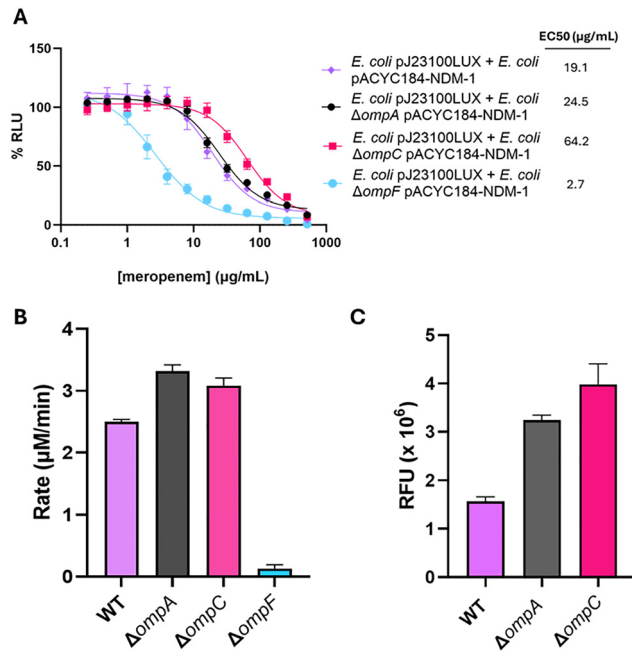 A
EC50 (µg/mL)
150
100
50
0
% RLU
0.1
1
10
100
1000
[meropenem] (µg/mL)
E. coli pJ23100LUX + E. coli
pACYC184-NDM-1
19.1
E. coli pJ23100LUX + E. coli
ΔompA pACYC184-NDM-1
24.5
E. coli pJ23100LUX + E. coli
ΔompC pACYC184-NDM-1
64.2
E. coli pJ23100LUX + E. coli
ΔompF pACYC184-NDM-1
2.7
B
4
3
2
1
0
Rate (µM/min)
WT
ΔompA
ΔompC
ΔompF
C
5
4
3
2
1
0
RFU (x 10⁶)
WT
ΔompA
ΔompC